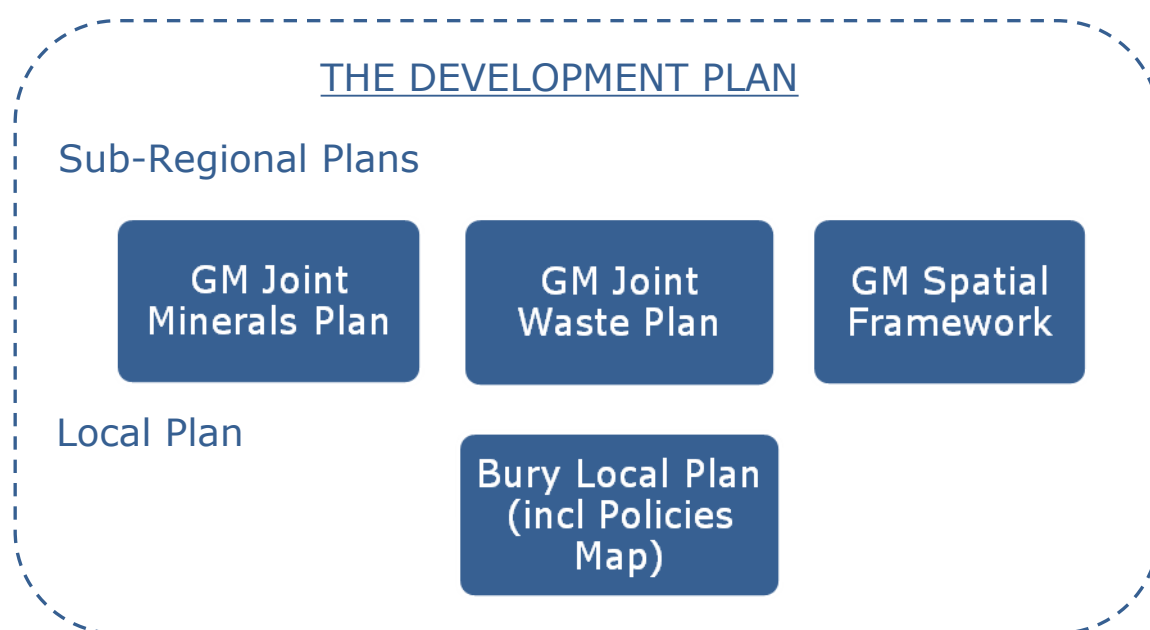 THE DEVELOPMENT PLAN
Sub-Regional Plans
GM Joint
Minerals Plan
GM Joint
Waste Plan
GM Spatial
Framework
Local Plan
Bury Local Plan
(incl Policies
Map)